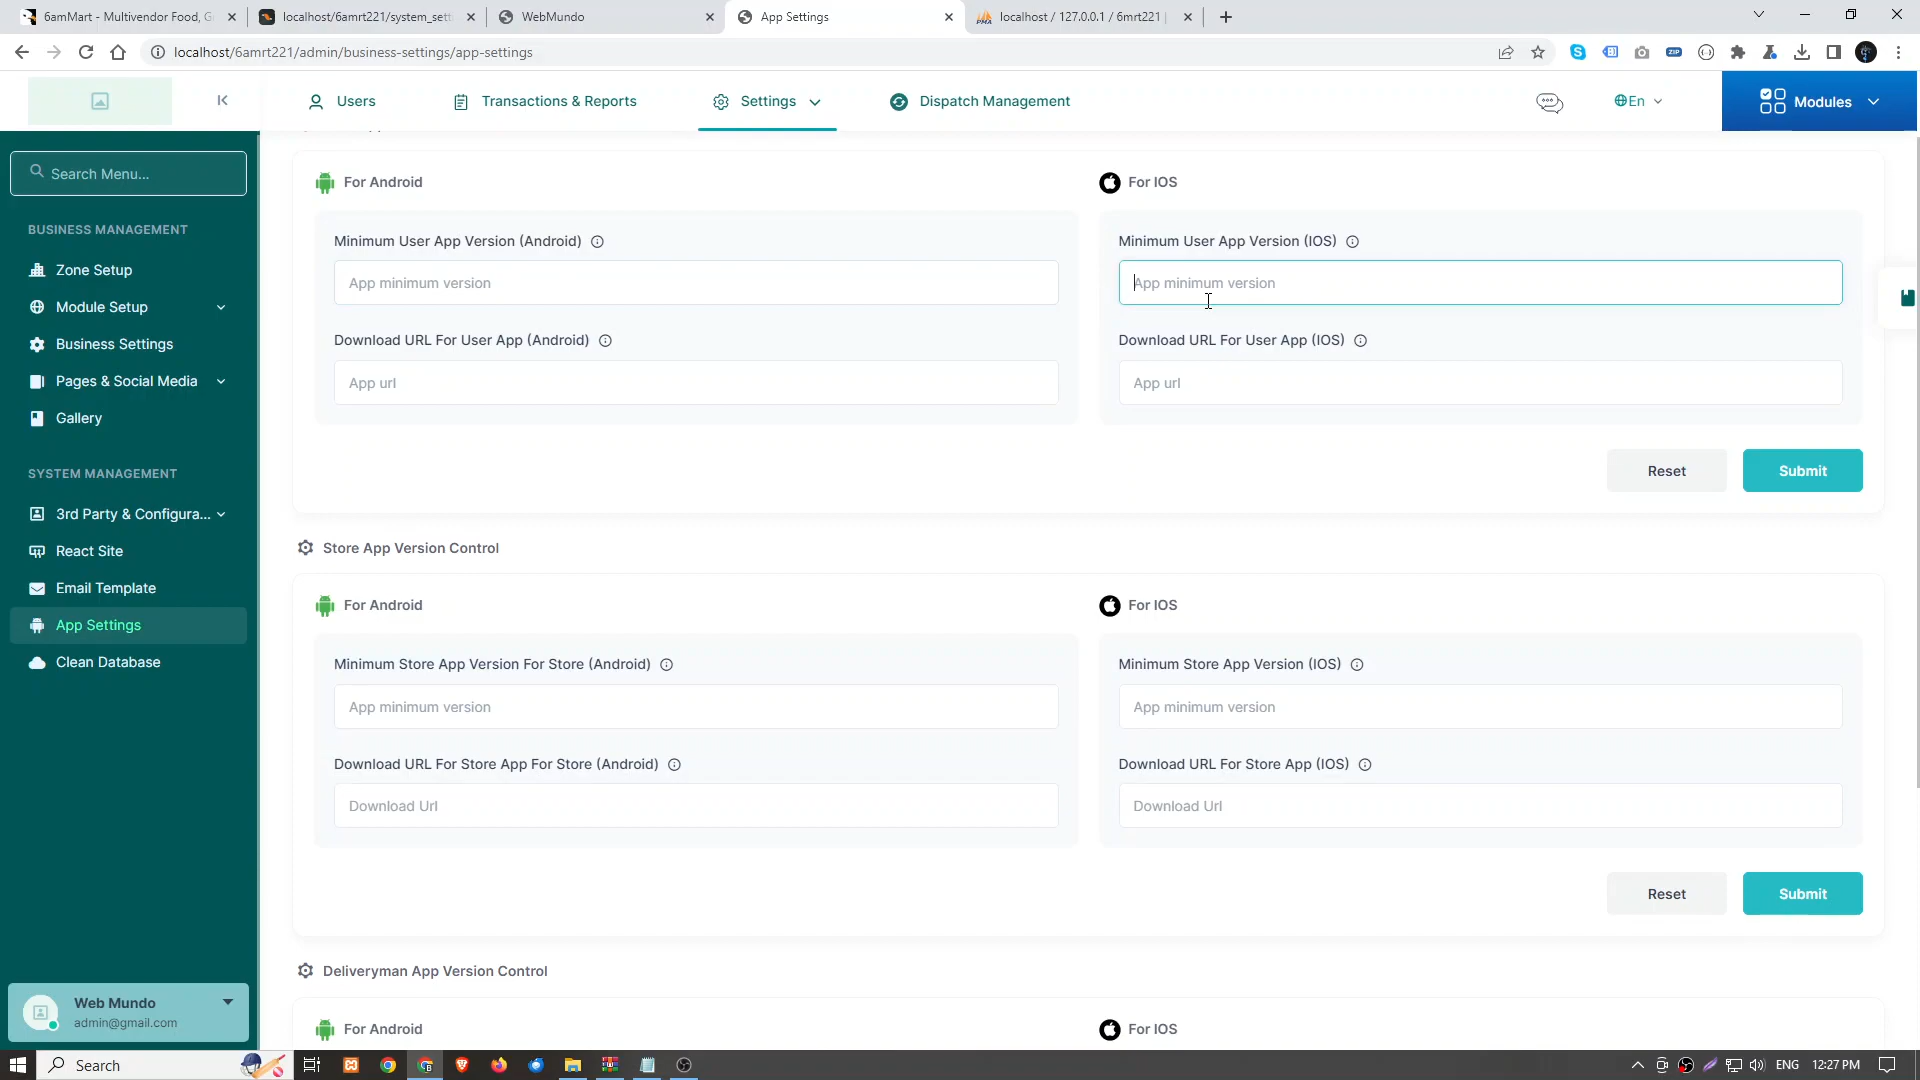 6amMart - Multivendor Food, G
localhost/6amrt221/system_sett
WebMundo
App Settings
localhost / 127.0.0.1 / 6mrt221 |
localhost/6amrt221/admin/business-settings/app-settings
Users
Transactions & Reports
Settings
Dispatch Management
En
Modules
Search Menu...
BUSINESS MANAGEMENT
Zone Setup
Module Setup
Business Settings
Pages & Social Media
Gallery
SYSTEM MANAGEMENT
3rd Party & Configura...
React Site
Email Template
App Settings
Clean Database
Web Mundo
admin@gmail.com
For Android
Minimum User App Version (Android)
App minimum version
Download URL For User App (Android)
App url
For IOS
Minimum User App Version (IOS)
App minimum version
Download URL For User App (IOS)
App url
Reset
Submit
Store App Version Control
For Android
Minimum Store App Version For Store (Android)
App minimum version
Download URL For Store App For Store (Android)
Download Url
For IOS
Minimum Store App Version (IOS)
App minimum version
Download URL For Store App (IOS)
Download Url
Reset
Submit
Deliveryman App Version Control
For Android
For IOS
Search
ENG
12:27 PM